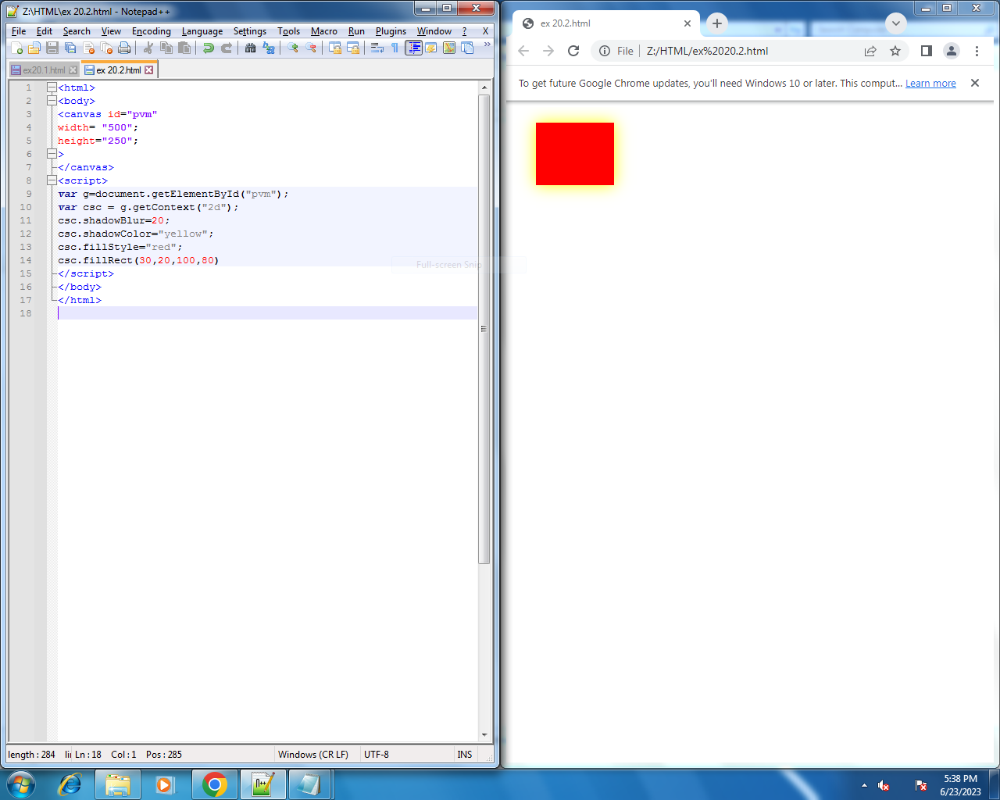 Z:\HTML\ex 20.2.html - Notepad++
File Edit Search View Encoding Language Settings Tools Macro Run Plugins Window ? X
ex20.1.html ex 20.2.html
1 <html>
2 <body>
3 <canvas id="pvm"
4 width= "500";
5 height="250";
6 >
7 </canvas>
8 <script>
9 var g=document.getElementById("pvm");
10 var csc = g.getContext("2d");
11 csc.shadowBlur=20;
12 csc.shadowColor="yellow";
13 csc.fillStyle="red";
14 csc.fillRect(30,20,100,80)
15 </script>
16 </body>
17 </html>
18
Full-screen Snip
length : 284 Ln : 18 Col : 1 Pos : 285 Windows (CR LF) UTF-8 INS
ex 20.2.html
File Z:/HTML/ex%2020.2.html
To get future Google Chrome updates, you'll need Windows 10 or later. This comput... Learn more
5:38 PM
6/23/2023